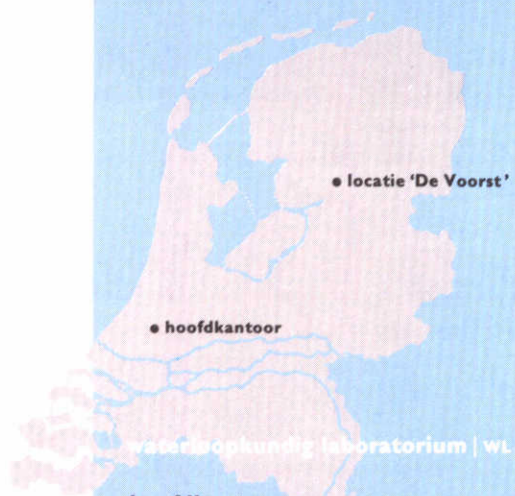 • locatie ‘De Voorst’
• hoofdkantoor
waterloopkundig laboratorium | WL